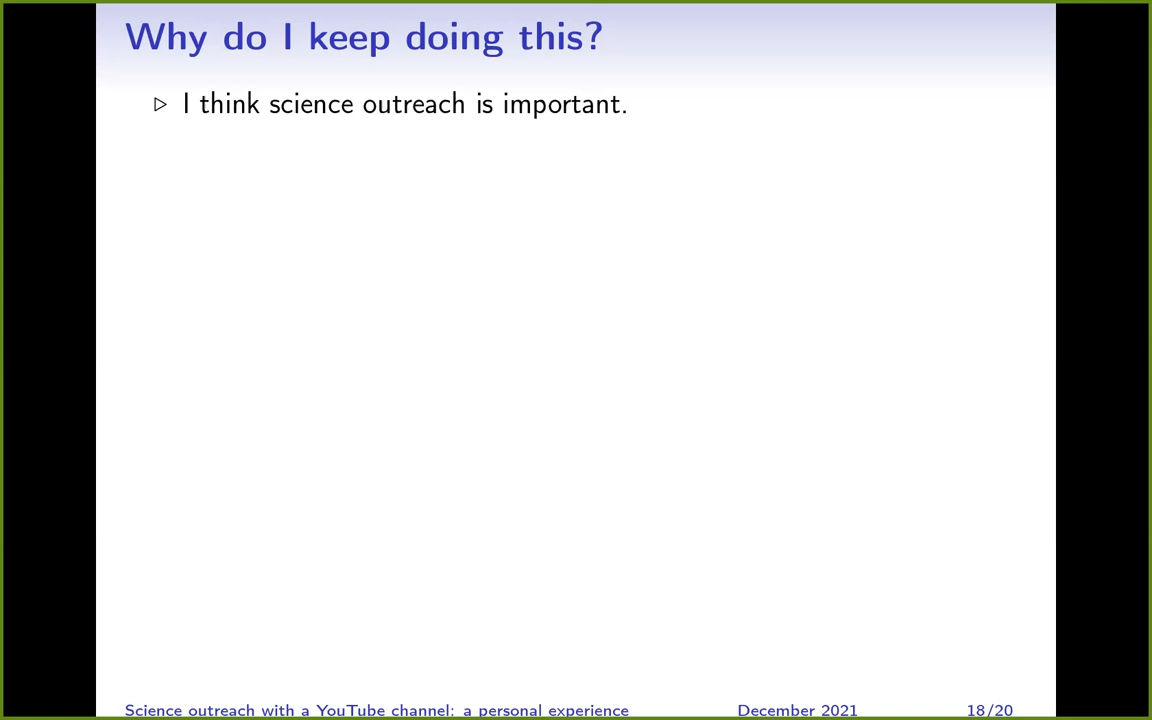 Why do I keep doing this?
▷ I think science outreach is important.
Science outreach with a YouTube channel: a personal experience December 2021 18/20